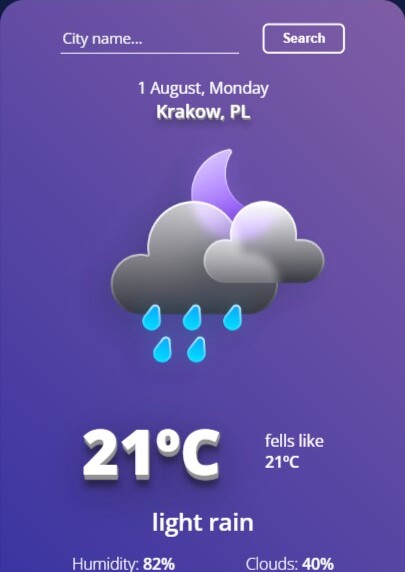 City name...
Search
1 August, Monday
Krakow, PL
21ºC
fells like
21ºC
light rain
Humidity: 82%
Clouds: 40%